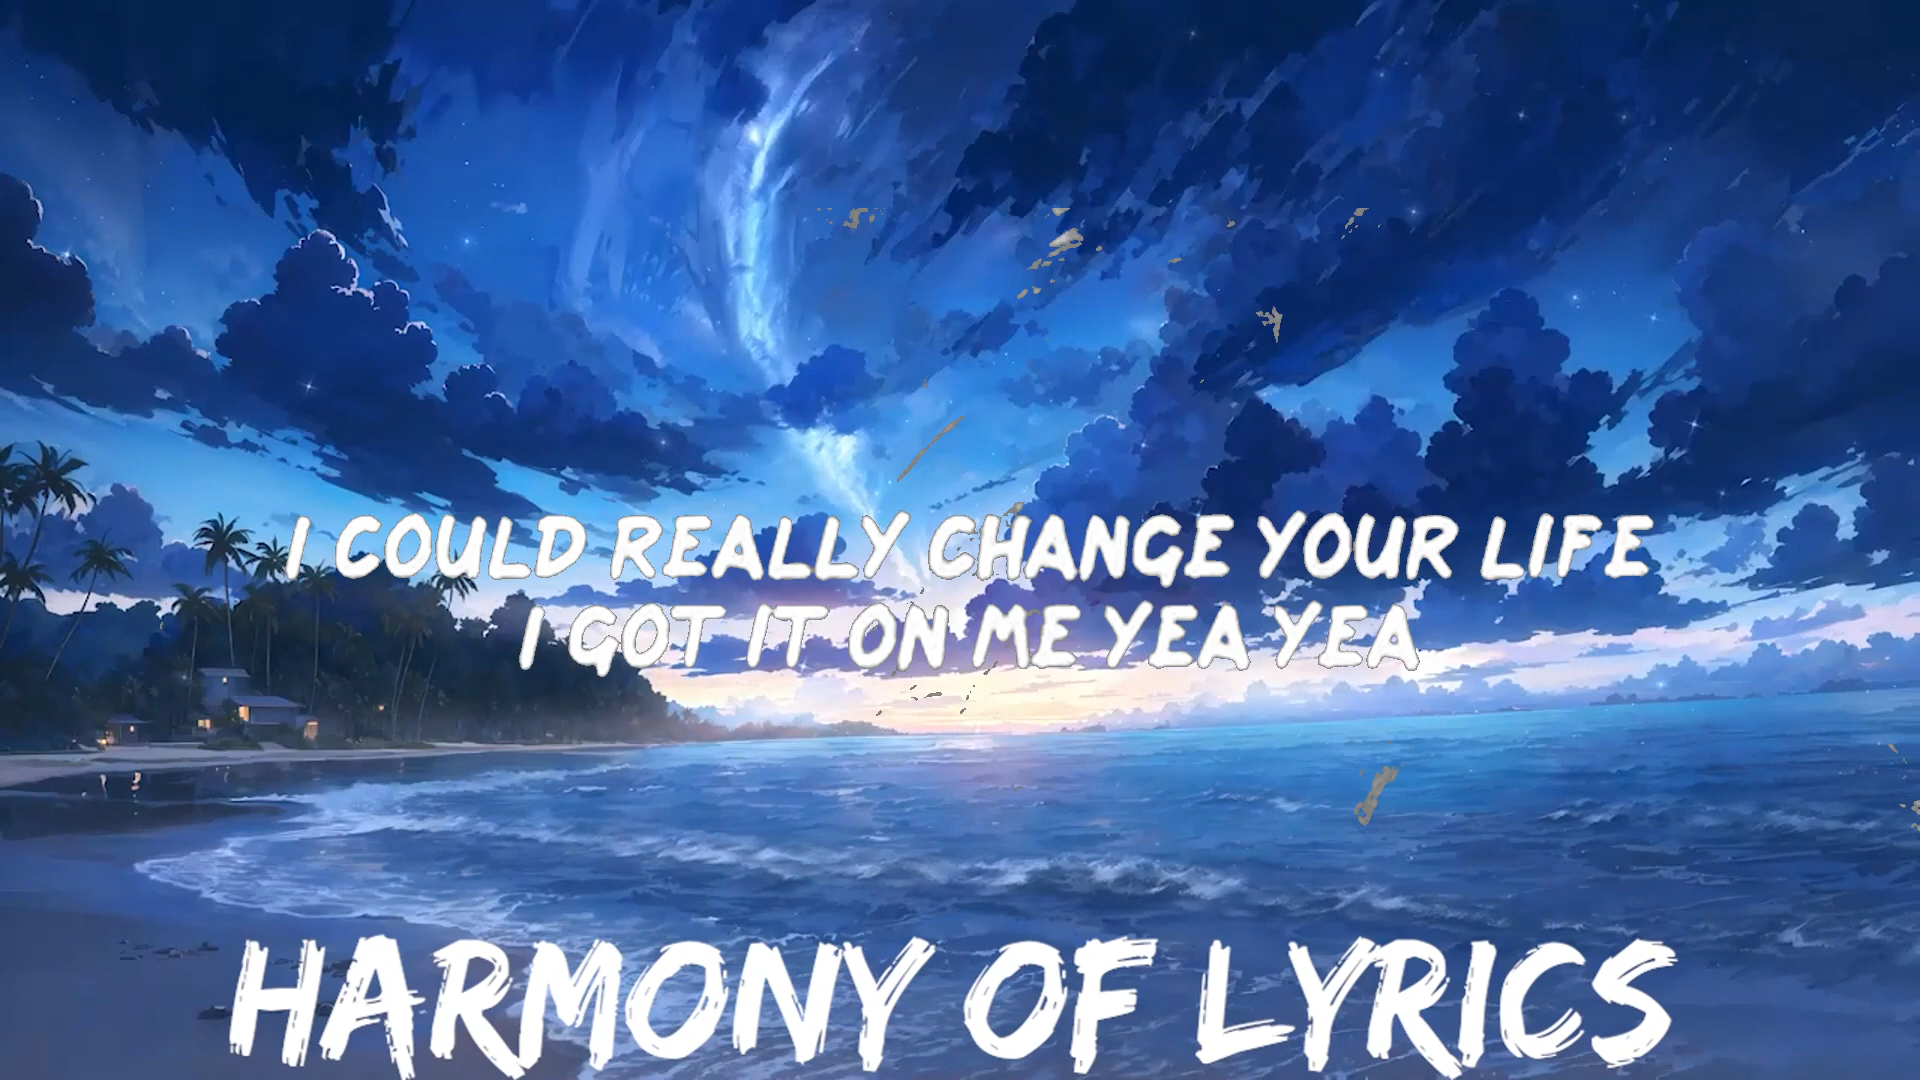 I COULD REALLY CHANGE YOUR LIFE
I GOT IT ON ME YEA YEA
HARMONY OF LYRICS